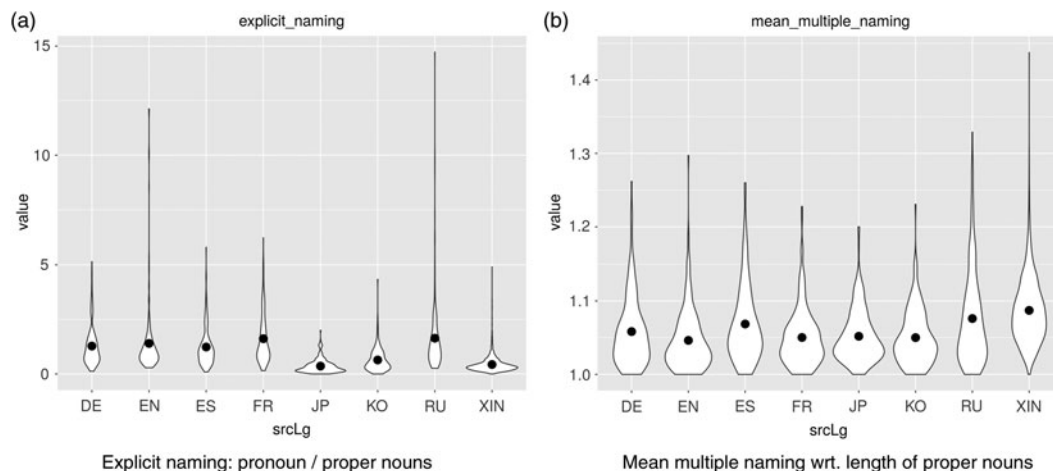 (a)
explicit_naming
15
10
5
0
value
DE EN ES FR JP KO RU XIN
srcLg
Explicit naming: pronoun / proper nouns
(b)
mean_multiple_naming
1.4
1.3
1.2
1.1
1.0
value
DE EN ES FR JP KO RU XIN
srcLg
Mean multiple naming wrt. length of proper nouns